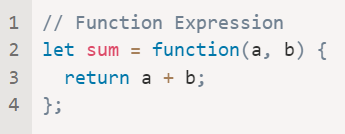 1 // Function Expression
2 let sum = function(a, b) {
3   return a + b;
4 };